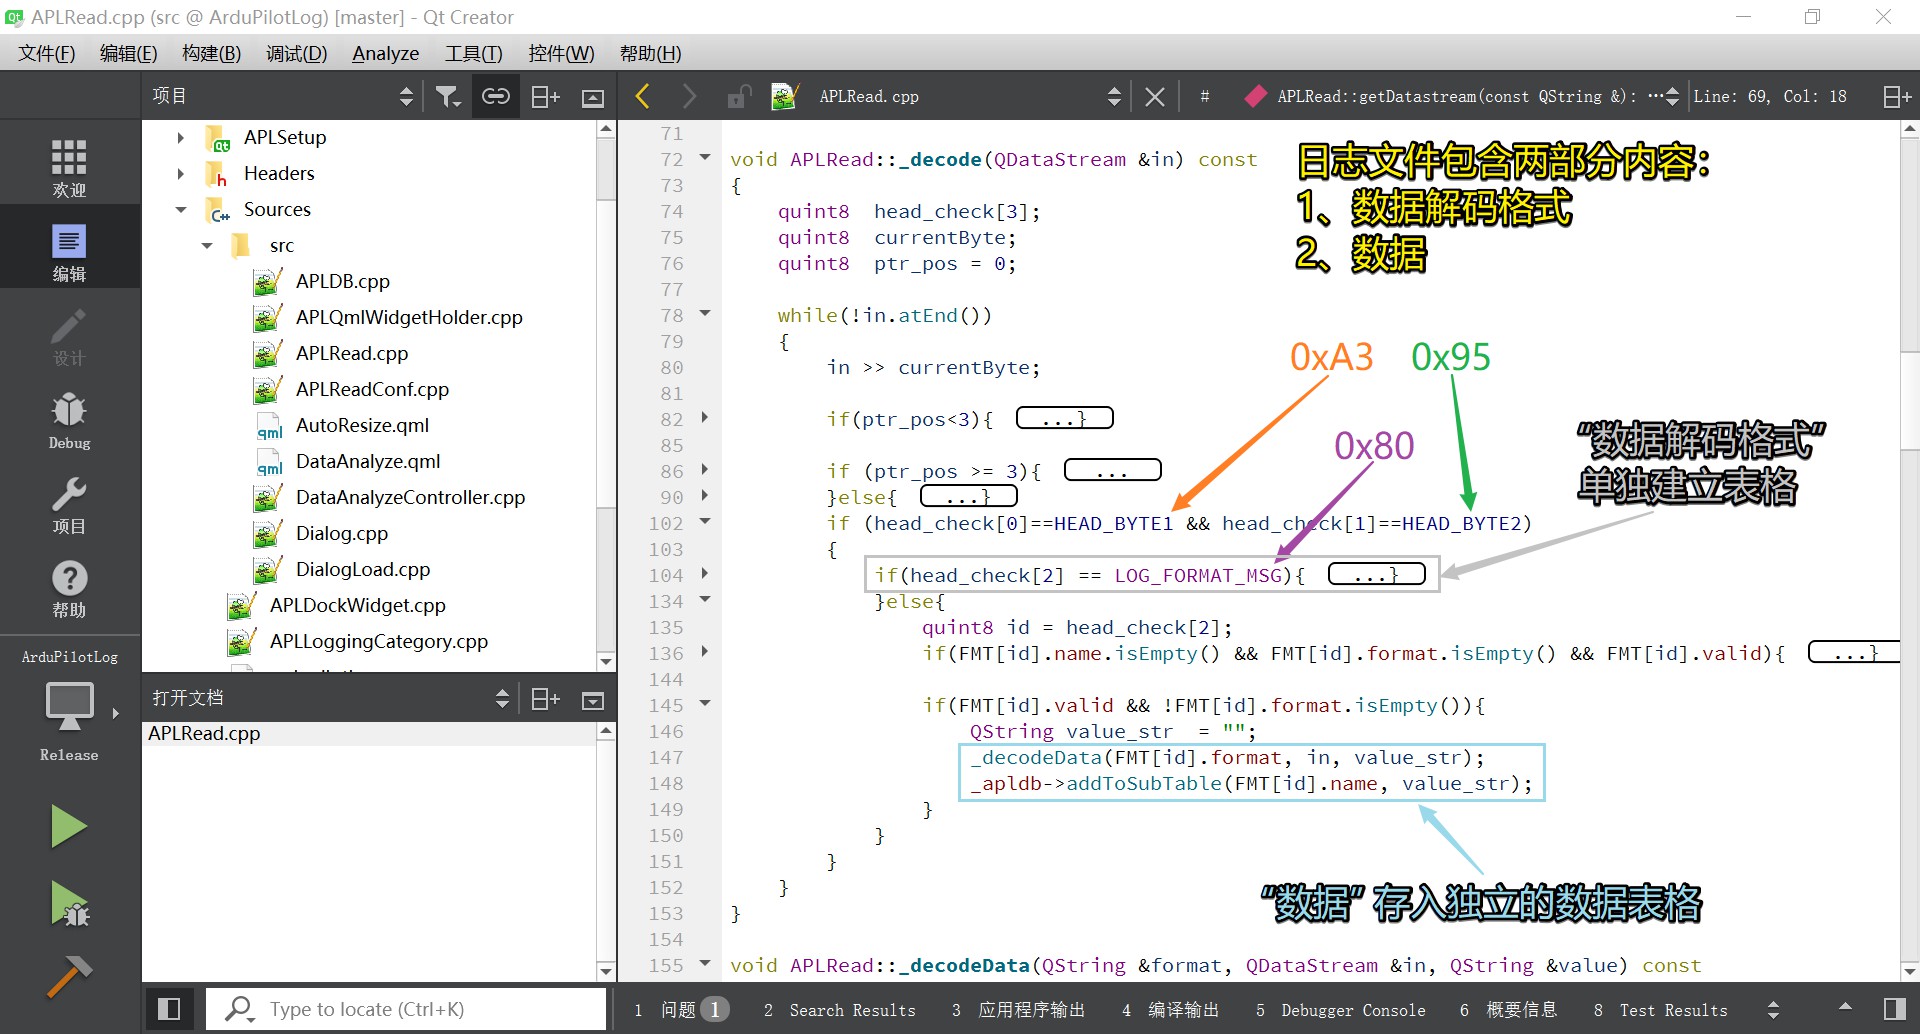 APLRead.cpp (src @ ArduPilotLog) [master] - Qt Creator
文件(F) 编辑(E) 构建(B) 调试(D) Analyze 工具(T) 控件(W) 帮助(H)
项目
APLRead.cpp # APLRead::getDatastream(const QString &): ··· Line: 69, Col: 18
欢迎
编辑
设计
Debug
项目
帮助
ArduPilotLog
Release
APLSetup
Headers
Sources
src
APLDB.cpp
APLQmlWidgetHolder.cpp
APLRead.cpp
APLReadConf.cpp
AutoResize.qml
DataAnalyze.qml
DataAnalyzeController.cpp
Dialog.cpp
DialogLoad.cpp
APLDockWidget.cpp
APLLoggingCategory.cpp
打开文档
APLRead.cpp
71
72 void APLRead::_decode(QDataStream &in) const
73 {
74 quint8 head_check[3];
75 quint8 currentByte;
76 quint8 ptr_pos = 0;
77
78 while(!in.atEnd())
79 {
80 in >> currentByte;
81
82 if(ptr_pos<3){ ...}
85
86 if (ptr_pos >= 3){ ...
90 }else{ ...}
102 if (head_check[0]==HEAD_BYTE1 && head_check[1]==HEAD_BYTE2)
103 {
104 if(head_check[2] == LOG_FORMAT_MSG){ ...}
134 }else{
135 quint8 id = head_check[2];
136 if(FMT[id].name.isEmpty() && FMT[id].format.isEmpty() && FMT[id].valid){ ...}
144
145 if(FMT[id].valid && !FMT[id].format.isEmpty()){
146 QString value_str = "";
147 _decodeData(FMT[id].format, in, value_str);
148 _apldb->addToSubTable(FMT[id].name, value_str);
149 }
150 }
151 }
152 }
153 }
154
155 void APLRead::_decodeData(QString &format, QDataStream &in, QString &value) const
日志文件包含两部分内容：
1、数据解码格式
2、数据
0xA3 0x95
0x80
“数据解码格式”
单独建立表格
“数据”存入独立的数据表格
Type to locate (Ctrl+K)
1 问题 1 2 Search Results 3 应用程序输出 4 编译输出 5 Debugger Console 6 概要信息 8 Test Results